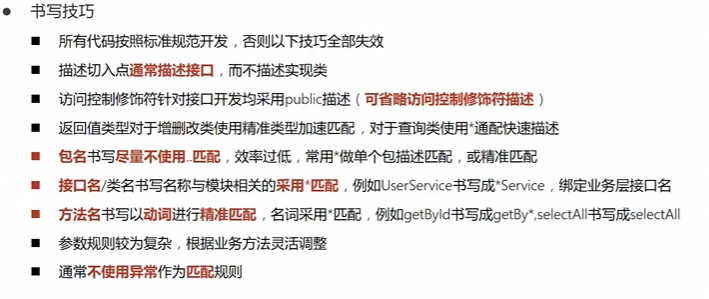 书写技巧
所有代码按照标准规范开发，否则以下技巧全部失效
描述切入点通常描述接口，而不描述实现类
访问控制修饰符针对接口开发均采用public描述（可省略访问控制修饰符描述）
返回值类型对于增删改类使用精准类型加速匹配，对于查询类使用*通配快速描述
包名书写尽量不使用..匹配，效率过低，常用*做单个包描述匹配，或精准匹配
接口名/类名书写名称与模块相关的采用*匹配，例如UserService书写成*Service，绑定业务层接口名
方法名书写以动词进行精准匹配，名词采用*匹配，例如getById书写成getBy*,selectAll书写成selectAll
参数规则较为复杂，根据业务方法灵活调整
通常不使用异常作为匹配规则